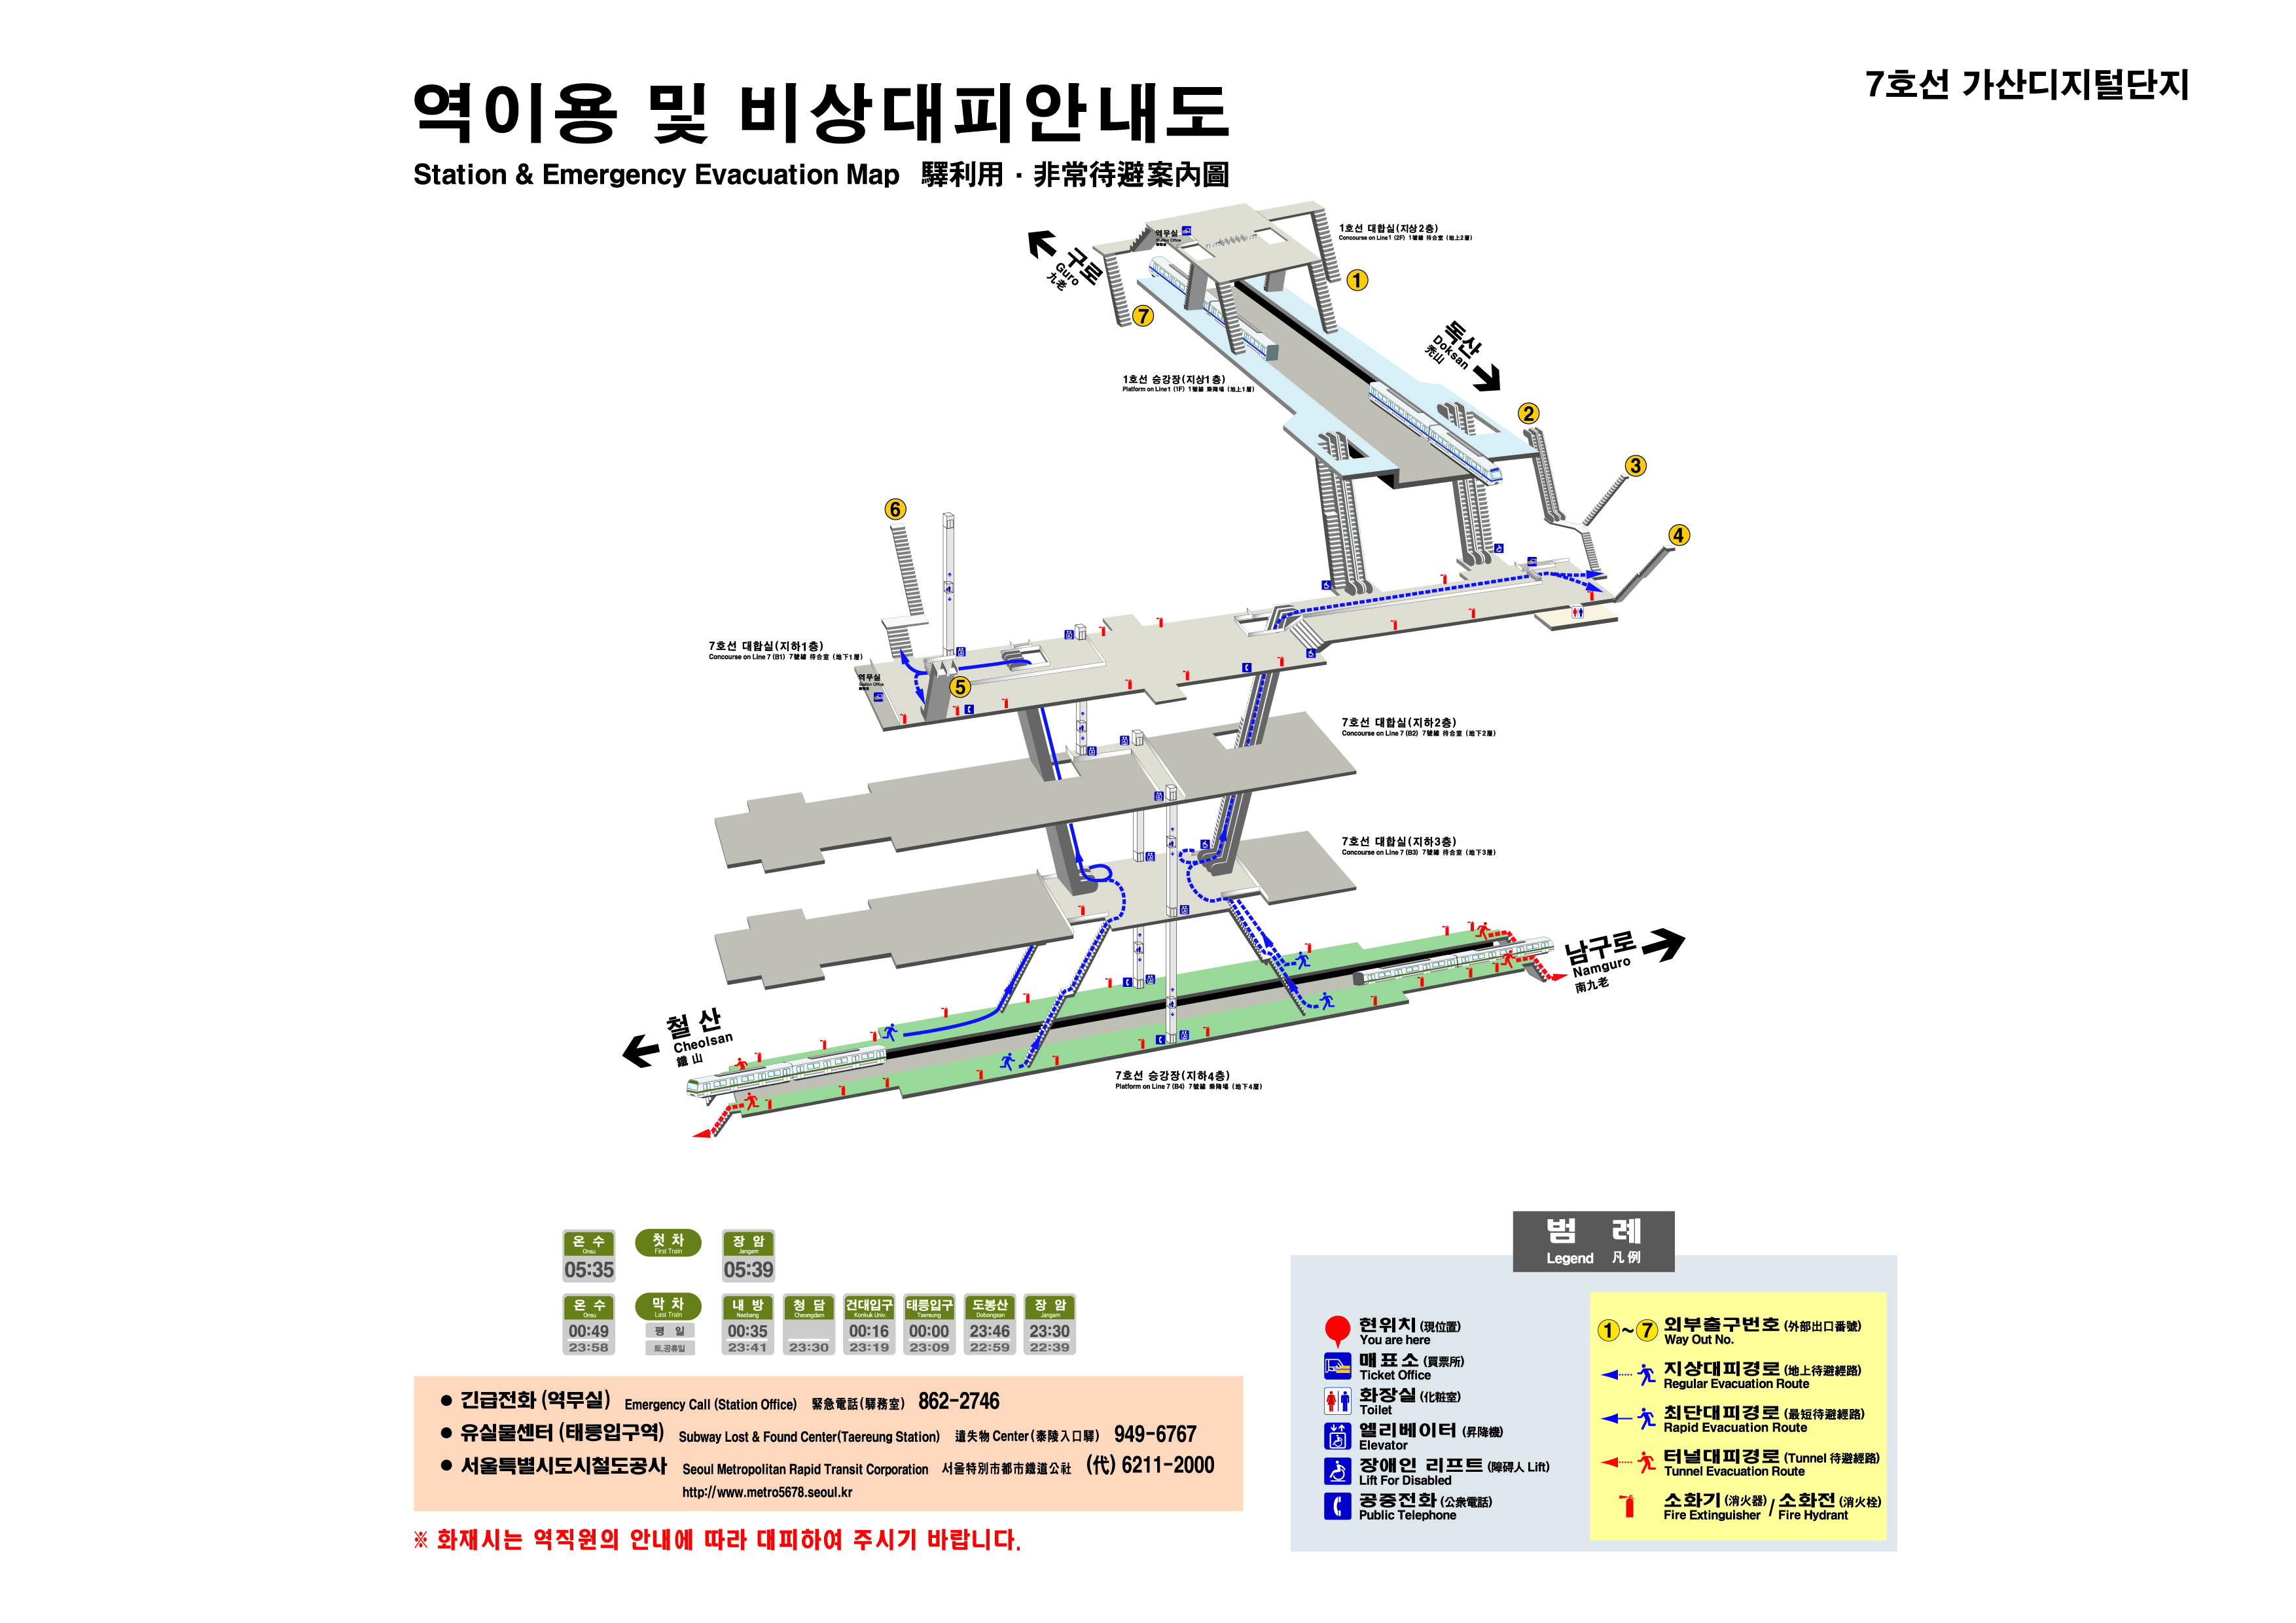 역이용 및 비상대피안내도
Station & Emergency Evacuation Map 驛利用·非常待避案內圖
7호선 가산디지털단지
구로
Guro
九老
역무실
Station Office
1호선 대합실(지상2층)
Concourse on Line1 (2F) 1號線 待合室 (地上2層)
1
7
독산
Doksan
禿山
1호선 승강장(지상1층)
Platform on Line1 (1F) 1號線 乘降場 (地上1層)
2
3
4
6
7호선 대합실(지하1층)
Concourse on Line 7 (B1) 7號線 待合室 (地下1層)
역무실
Station Office
5
7호선 대합실(지하2층)
Concourse on Line 7 (B2) 7號線 待合室 (地下2層)
7호선 대합실(지하3층)
Concourse on Line 7 (B3) 7號線 待合室 (地下3層)
남구로
Namguro
南九老
철산
Cheolsan
鐵山
7호선 승강장(지하4층)
Platform on Line 7 (B4) 7號線 乘降場 (地下4層)
온수 첫차 장암
Onsu First Train Jangam
05:35 05:39
온수 막차 내방 청담 건대입구 태릉입구 도봉산 장암
Onsu Last Train Naebang Cheongdam Konkuk Univ. Taereung Dobongsan Jangam
00:49 평일 00:35 00:16 00:00 23:46 23:30
23:58 토,공휴일 23:41 23:30 23:19 23:09 22:59 22:39
● 긴급전화 (역무실) Emergency Call (Station Office) 緊急電話(驛務室) 862-2746
● 유실물센터 (태릉입구역) Subway Lost & Found Center(Taereung Station) 遺失物 Center (泰陵入口驛) 949-6767
● 서울특별시도시철도공사 Seoul Metropolitan Rapid Transit Corporation 서울特別市都市鐵道公社 (代) 6211-2000
http://www.metro5678.seoul.kr
※ 화재시는 역직원의 안내에 따라 대피하여 주시기 바랍니다.
범례
Legend 凡例
현위치 (現位置)
You are here
매표소 (買票所)
Ticket Office
화장실 (化粧室)
Toilet
엘리베이터 (昇降機)
Elevator
장애인 리프트 (障碍人 Lift)
Lift For Disabled
공중전화 (公衆電話)
Public Telephone
1~7 외부출구번호 (外部出口番號)
Way Out No.
지상대피경로 (地上待避經路)
Regular Evacuation Route
최단대피경로 (最短待避經路)
Rapid Evacuation Route
터널대피경로 (Tunnel 待避經路)
Tunnel Evacuation Route
소화기 (消火器) / 소화전 (消火栓)
Fire Extinguisher / Fire Hydrant